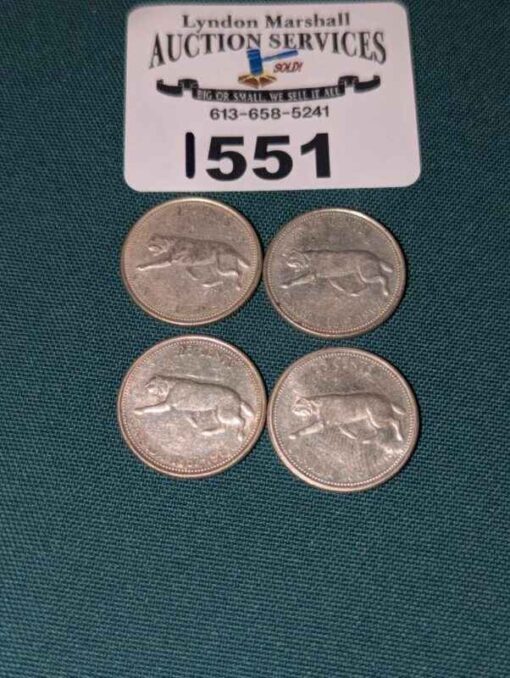 Lyndon Marshall
AUCTION SERVICES
SOLD!
BIG OR SMALL, WE SELL IT ALL
613-658-5241
1551